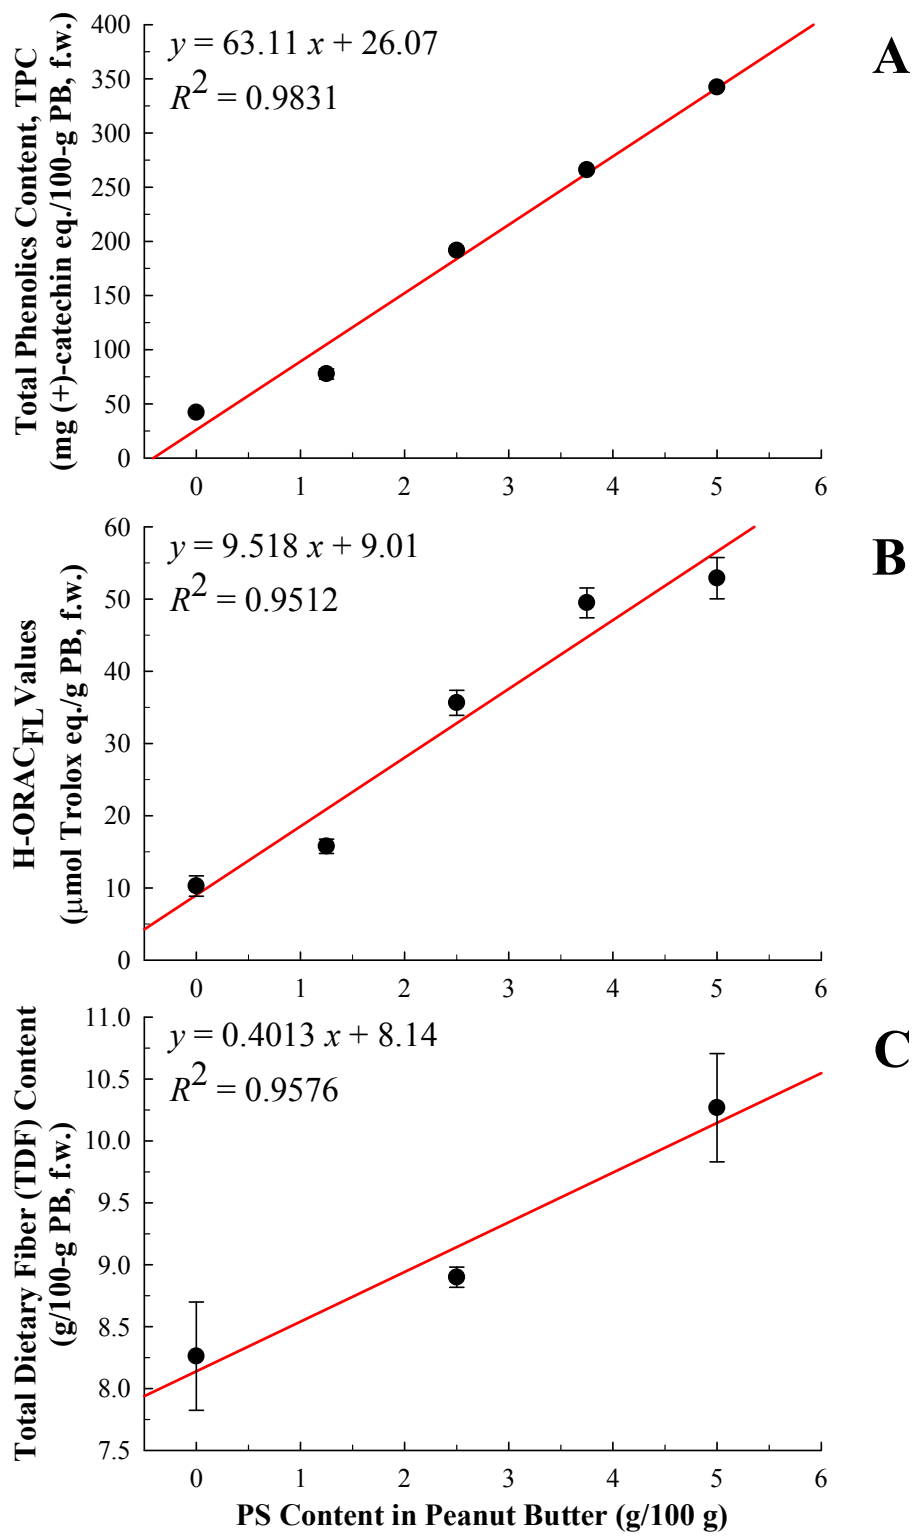 Total Phenolics Content, TPC
(mg (+)-catechin eq./100-g PB, f.w.)
400
350
300
250
200
150
100
50
0
y = 63.11 x + 26.07
R² = 0.9831
A
0 1 2 3 4 5 6
H-ORAC_FL Values
(μmol Trolox eq./g PB, f.w.)
60
50
40
30
20
10
0
y = 9.518 x + 9.01
R² = 0.9512
B
0 1 2 3 4 5 6
Total Dietary Fiber (TDF) Content
(g/100-g PB, f.w.)
11.0
10.5
10.0
9.5
9.0
8.5
8.0
7.5
y = 0.4013 x + 8.14
R² = 0.9576
C
0 1 2 3 4 5 6
PS Content in Peanut Butter (g/100 g)